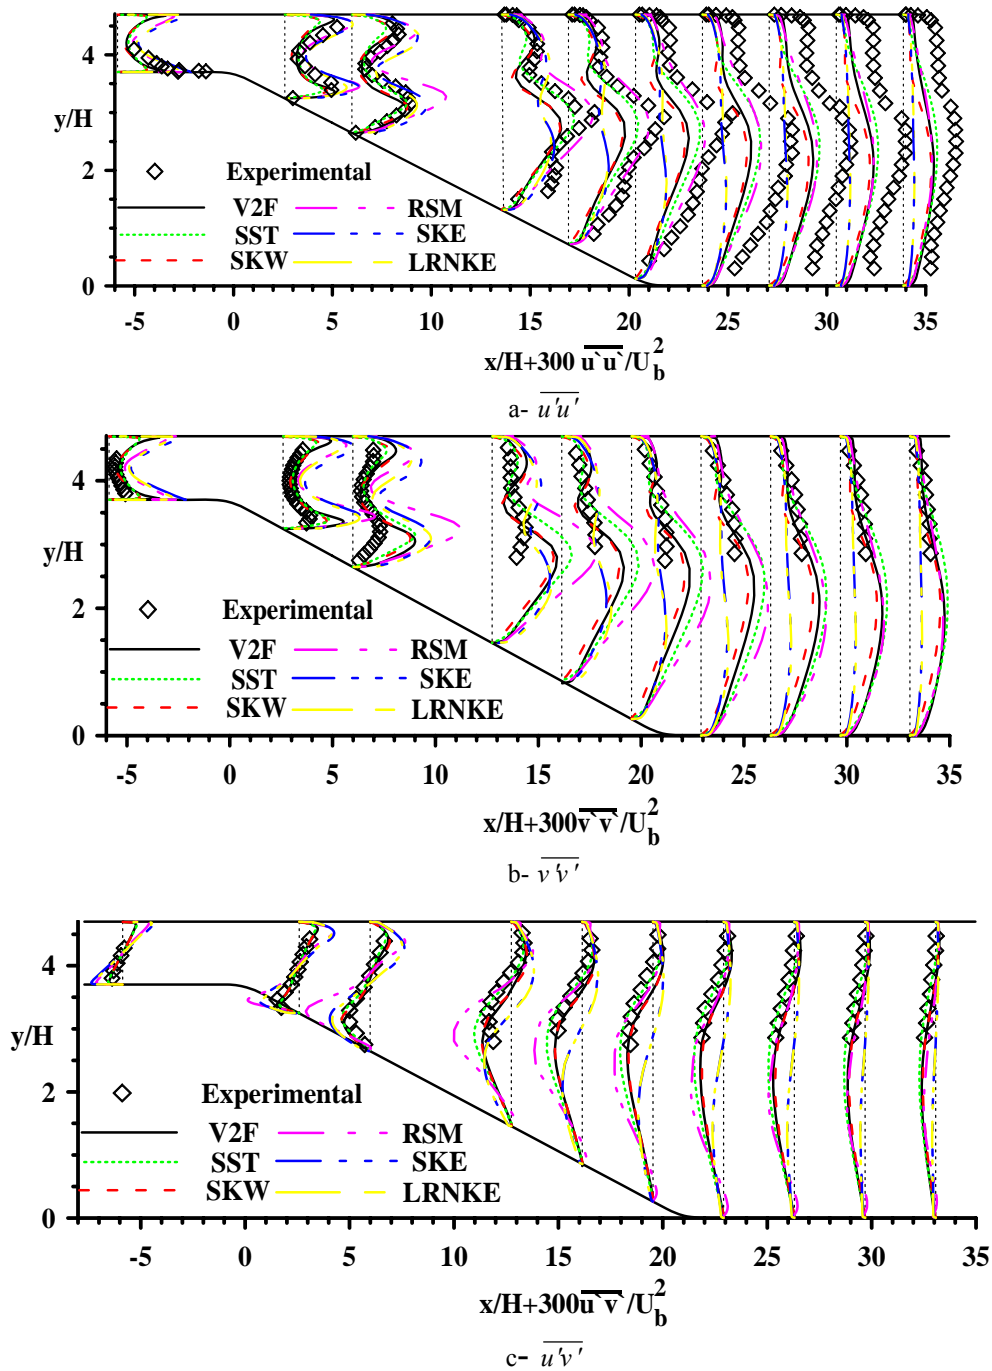 4
y/H
2
0
Experimental
V2F
RSM
SST
SKE
SKW
LRNKE
-5 0 5 10 15 20 25 30 35
x/H+300 u`u`/U_b^2
a- u'u'
4
y/H
2
0
Experimental
V2F
RSM
SST
SKE
SKW
LRNKE
-5 0 5 10 15 20 25 30 35
x/H+300v`v`/U_b^2
b- v'v'
4
y/H
2
0
Experimental
V2F
RSM
SST
SKE
SKW
LRNKE
-5 0 5 10 15 20 25 30 35
x/H+300u`v`/U_b^2
c- u'v'